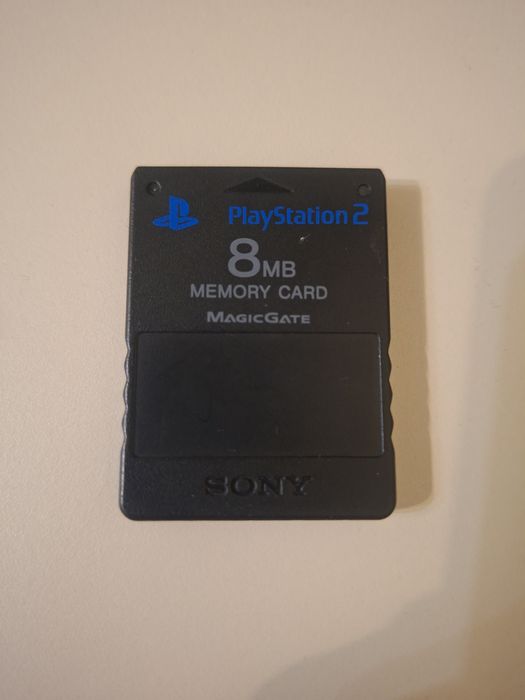 PlayStation 2
8MB
MEMORY CARD
MAGICGATE
SONY